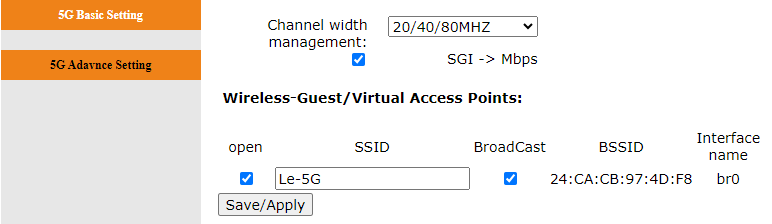 5G Basic Setting
5G Adavnce Setting
Channel width management:
20/40/80MHZ
SGI -> Mbps
Wireless-Guest/Virtual Access Points:
open SSID BroadCast BSSID Interface name
Le-5G 24:CA:CB:97:4D:F8 br0
Save/Apply